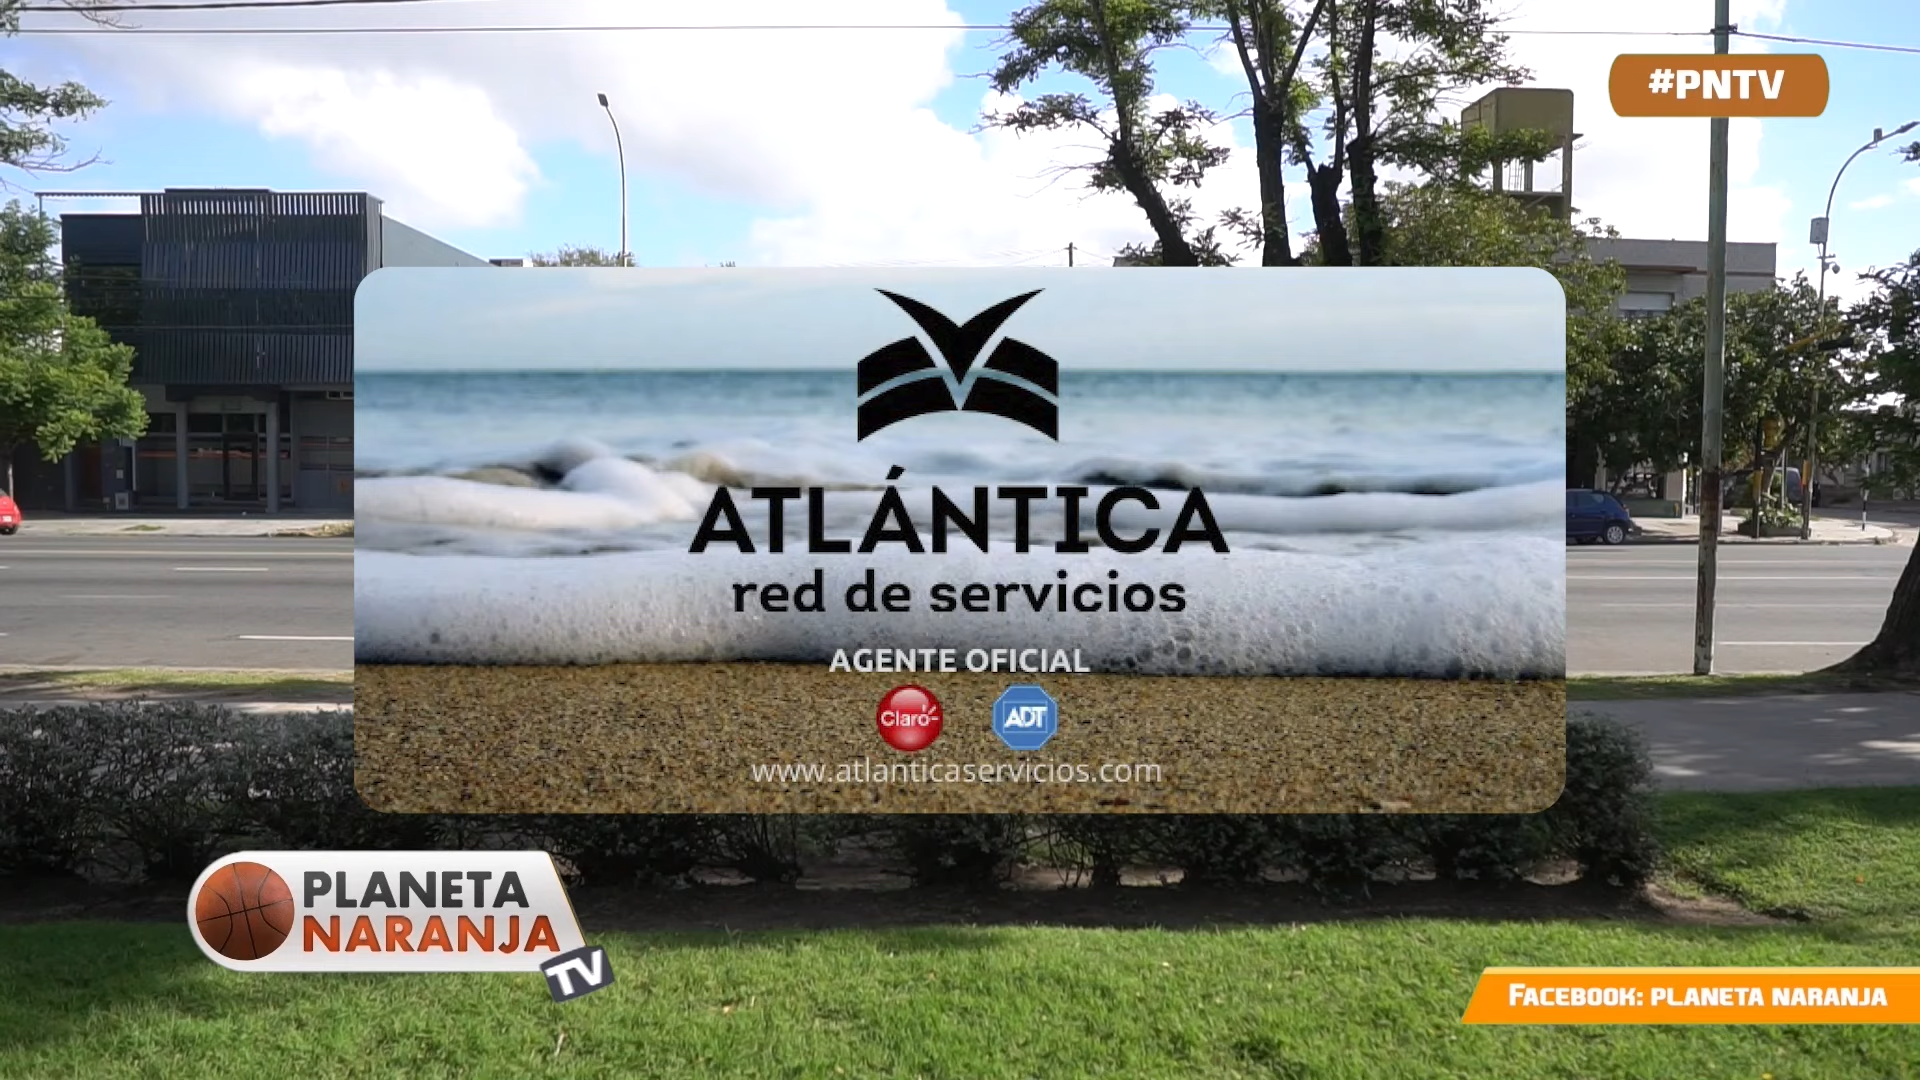 #PNTV
ATLÁNTICA
red de servicios
AGENTE OFICIAL
Claro
ADT
www.atlanticaservicios.com
PLANETA
NARANJA
TV
FACEBOOK: PLANETA NARANJA